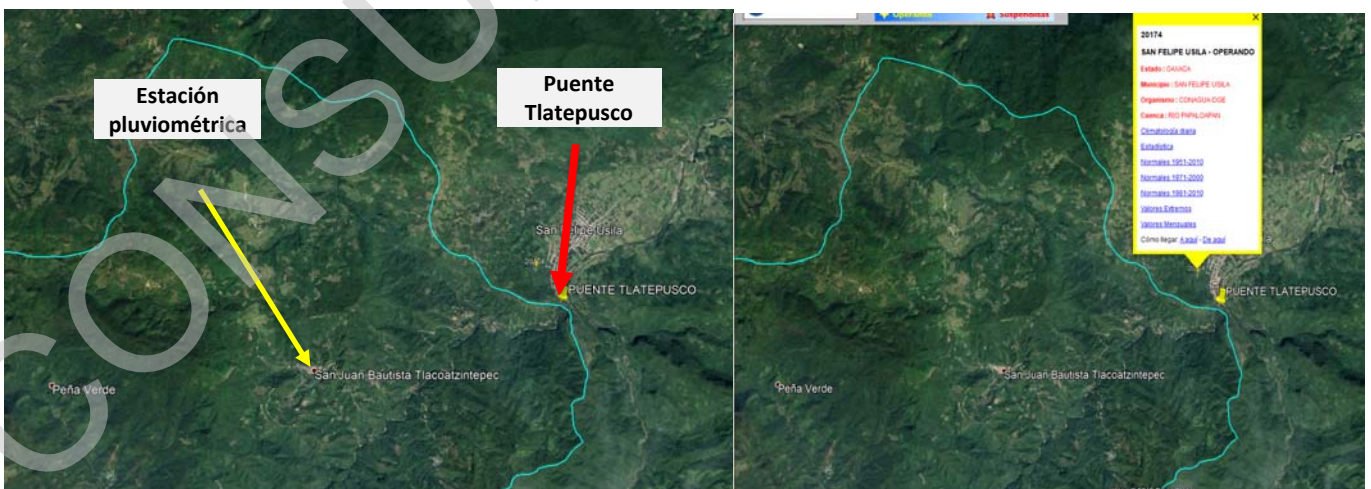 CONSU
Estación
pluviométrica
Puente
Tlatepusco
San Felipe Usila
PUENTE TLATEPUSCO
San Juan Bautista Tlacoatzintepec
Peña Verde
Operando
Suspendidas
20174
SAN FELIPE USILA - OPERANDO
Estado : OAXACA
Municipio : SAN FELIPE USILA
Organismo : CONAGUA-DGE
Cuenca : RIO PAPALOAPAN
Climatología diaria
Estadística
Normales 1951-2010
Normales 1971-2000
Normales 1981-2010
Valores Extremos
Valores Mensuales
Cómo llegar: A aquí - De aquí
PUENTE TLATEPUSCO
San Juan Bautista Tlacoatzintepec
Peña Verde